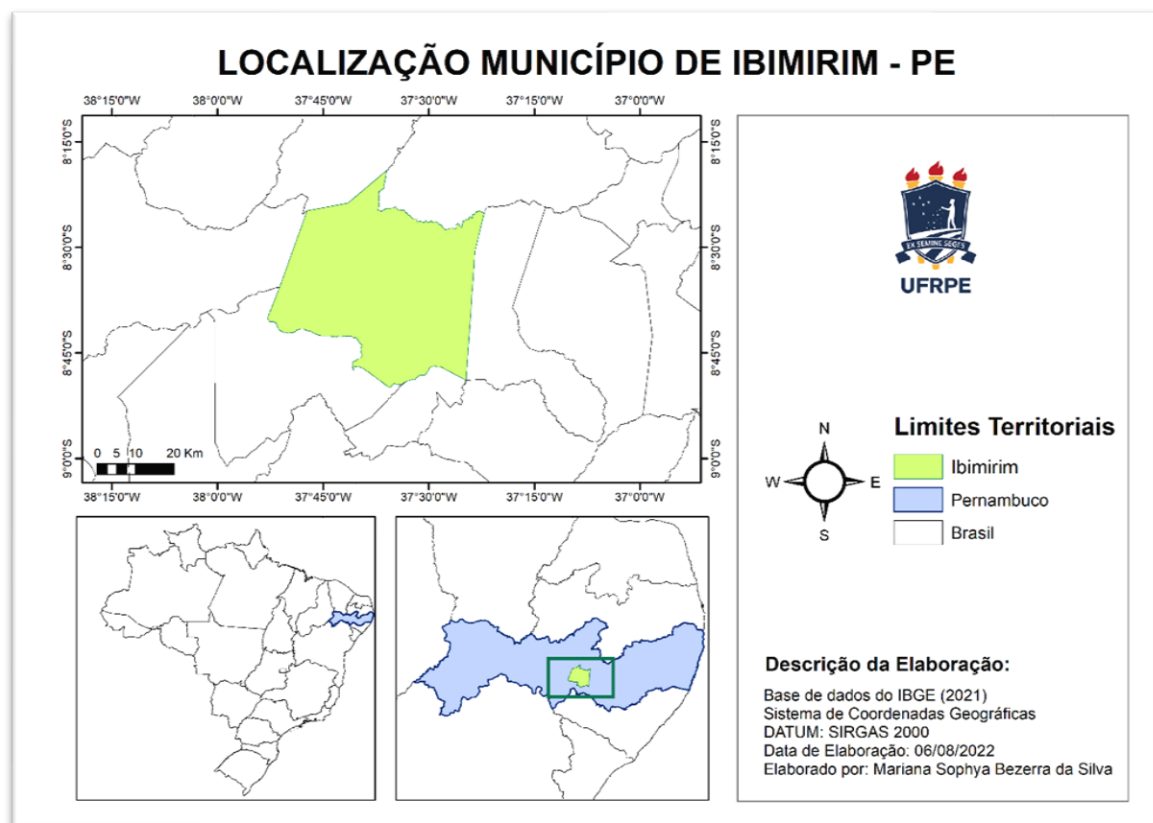 LOCALIZAÇÃO MUNICÍPIO DE IBIMIRIM - PE
38°15'0"W 38°0'0"W 37°45'0"W 37°30'0"W 37°15'0"W 37°0'0"W
8°15'0"S 8°15'0"S
8°30'0"S 8°30'0"S
8°45'0"S 8°45'0"S
9°0'0"S 9°0'0"S
0 5 10 20 Km
38°15'0"W 38°0'0"W 37°45'0"W 37°30'0"W 37°15'0"W 37°0'0"W
EX SEMINE SEGES
UFRPE
N
W E
S
Limites Territoriais
Ibimirim
Pernambuco
Brasil
Descrição da Elaboração:
Base de dados do IBGE (2021)
Sistema de Coordenadas Geográficas
DATUM: SIRGAS 2000
Data de Elaboração: 06/08/2022
Elaborado por: Mariana Sophya Bezerra da Silva